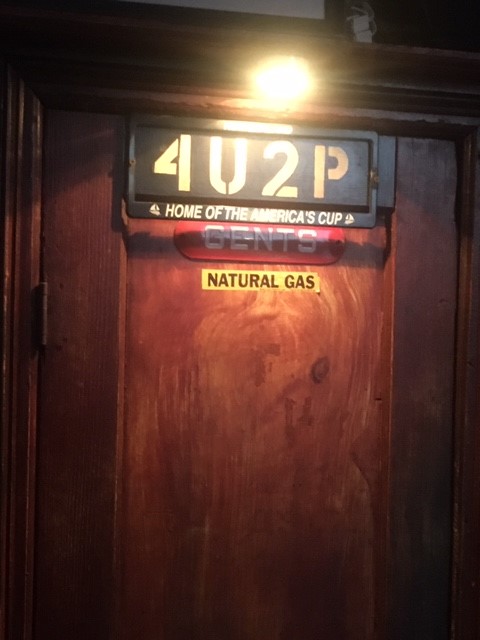 4U2P
HOME OF THE AMERICA'S CUP
GENTS
NATURAL GAS